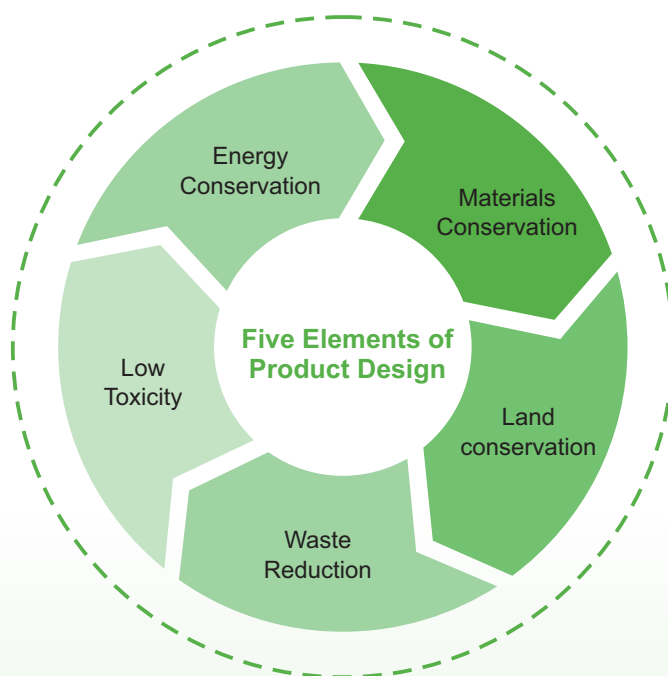 Energy
Conservation
Materials
Conservation
Five Elements of
Product Design
Low
Toxicity
Land
conservation
Waste
Reduction